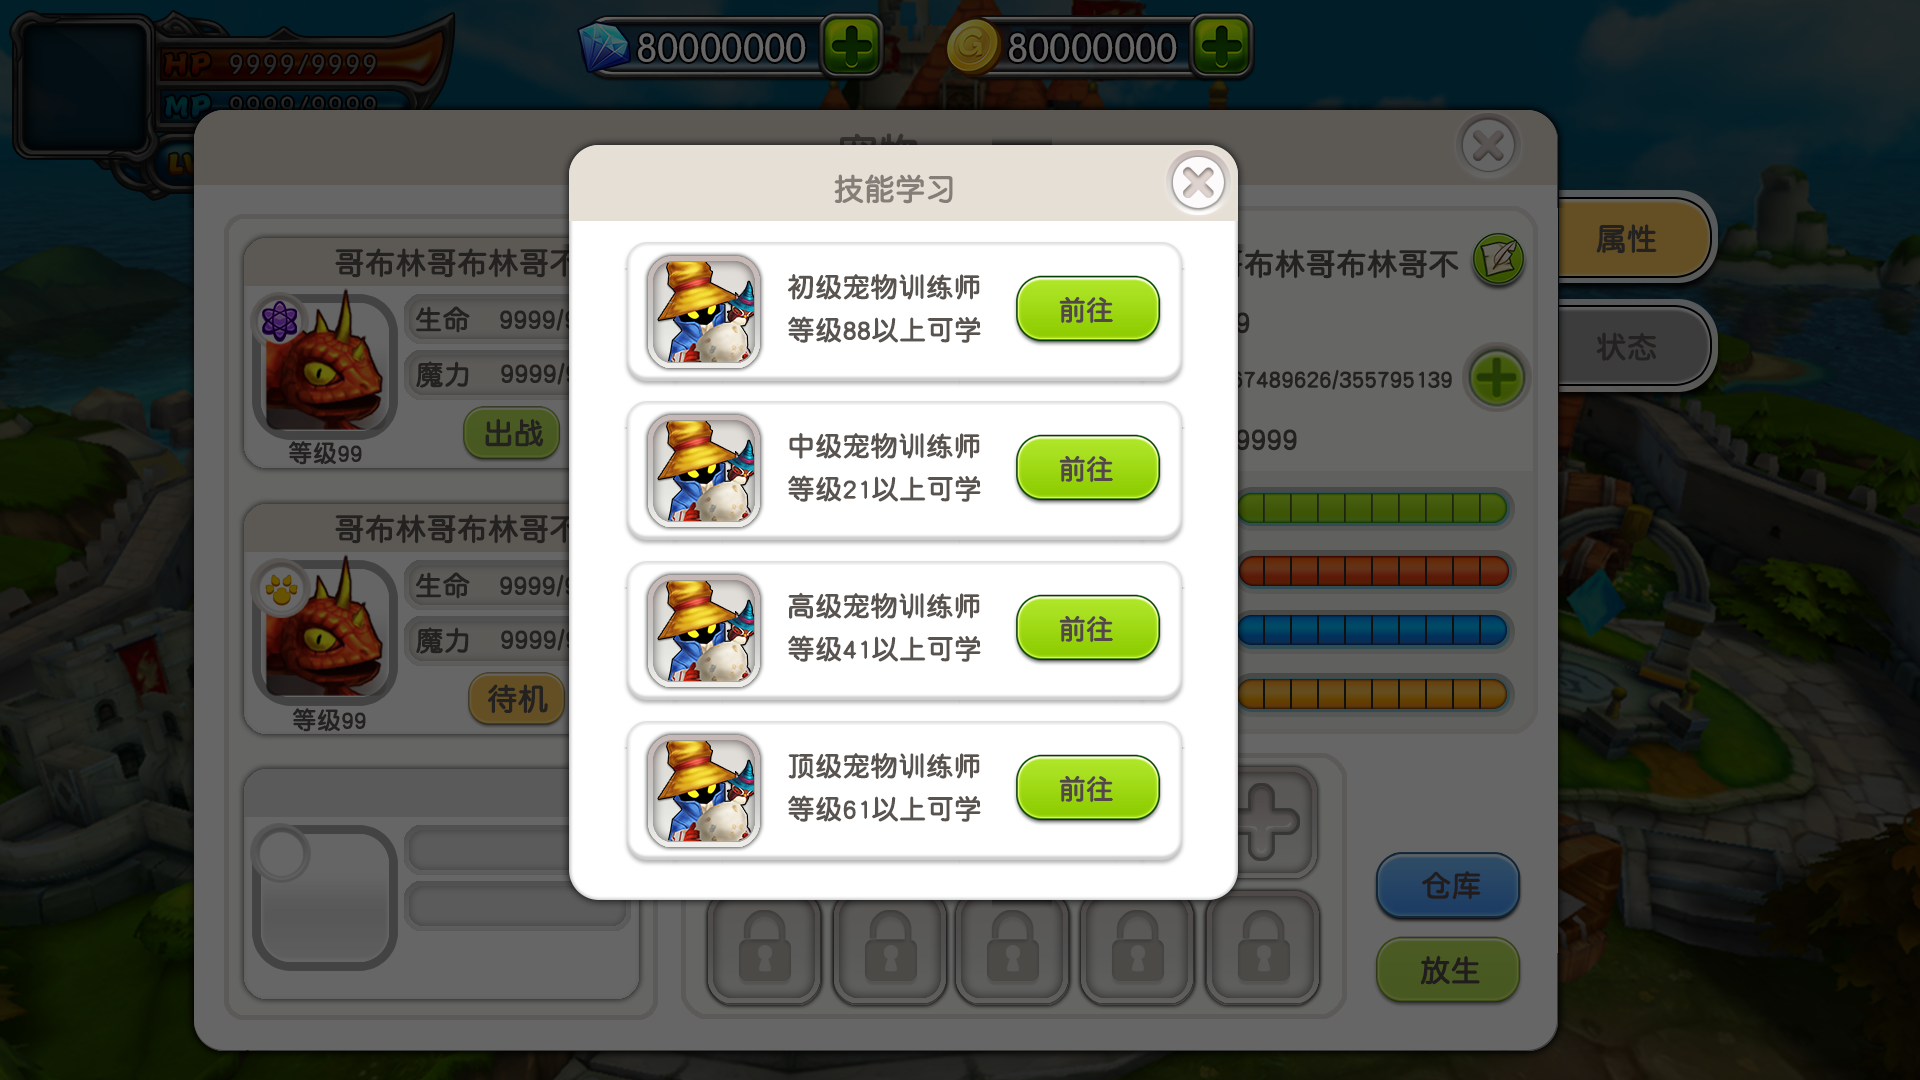 HP 9999/9999
MP 9999/9999
80000000
80000000
技能学习
初级宠物训练师
等级88以上可学
前往
中级宠物训练师
等级21以上可学
前往
高级宠物训练师
等级41以上可学
前往
顶级宠物训练师
等级61以上可学
前往
哥布林哥布林哥不
生命 9999/
魔力 9999/
出战
等级99
哥布林哥布林哥不
生命 9999/
魔力 9999/
待机
等级99
布林哥布林哥不
9
67489626/355795139
9999
属性
状态
仓库
放生